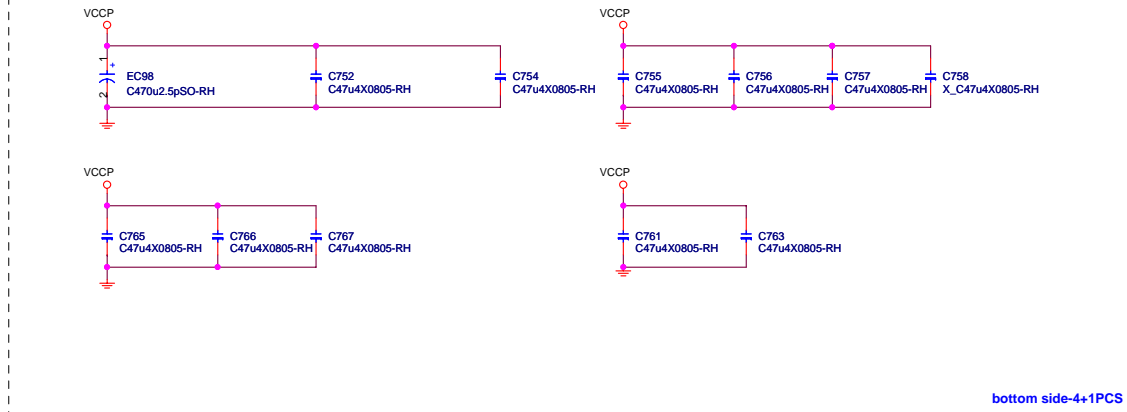 VCCP
1
+
EC98
C470u2.5pSO-RH
2
C752
C47u4X0805-RH
C754
C47u4X0805-RH
VCCP
C755
C47u4X0805-RH
C756
C47u4X0805-RH
C757
C47u4X0805-RH
C758
X_C47u4X0805-RH
VCCP
C765
C47u4X0805-RH
C766
C47u4X0805-RH
C767
C47u4X0805-RH
VCCP
C761
C47u4X0805-RH
C763
C47u4X0805-RH
bottom side-4+1PCS